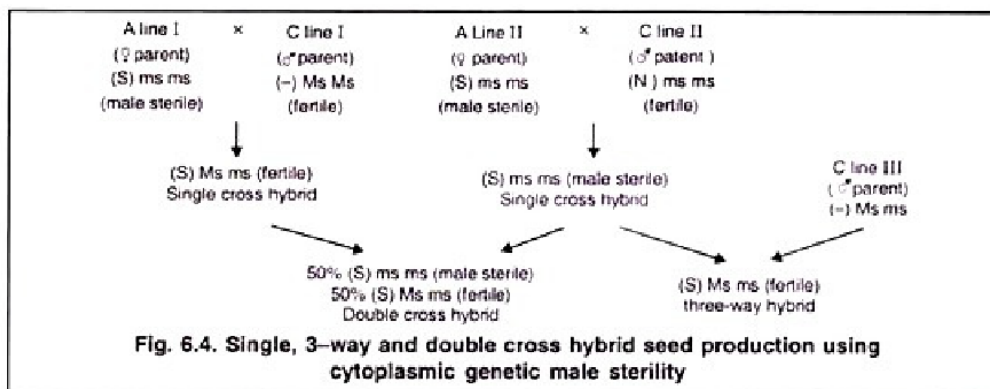 A line I × C line I A Line II × C line II
(♀ parent) (♂ parent) (♀ parent) (♂ patent )
(S) ms ms (–) Ms Ms (S) ms ms (N ) ms ms
(male sterile) (fertile) (male sterile) (fertile)
(S) Ms ms (fertile)
Single cross hybrid
(S) ms ms (male sterile)
Single cross hybrid
C line III
(♂ parent)
(–) Ms ms
50% (S) ms ms (male sterile)
50% (S) Ms ms (fertile)
Double cross hybrid
(S) Ms ms (fertile)
three-way hybrid
Fig. 6.4. Single, 3–way and double cross hybrid seed production using
cytoplasmic genetic male sterility